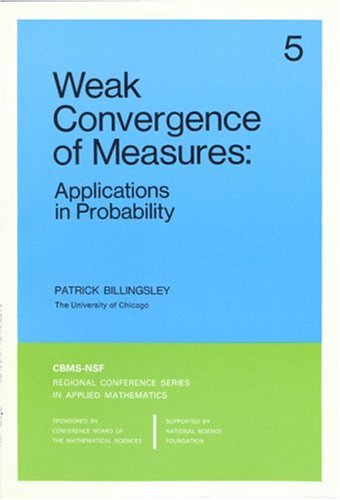 5
Weak
Convergence
of Measures:
Applications
in Probability
PATRICK BILLINGSLEY
The University of Chicago
CBMS-NSF
REGIONAL CONFERENCE SERIES
IN APPLIED MATHEMATICS
SPONSORED BY
CONFERENCE BOARD OF
THE MATHEMATICAL SCIENCES
SUPPORTED BY
NATIONAL SCIENCE
FOUNDATION